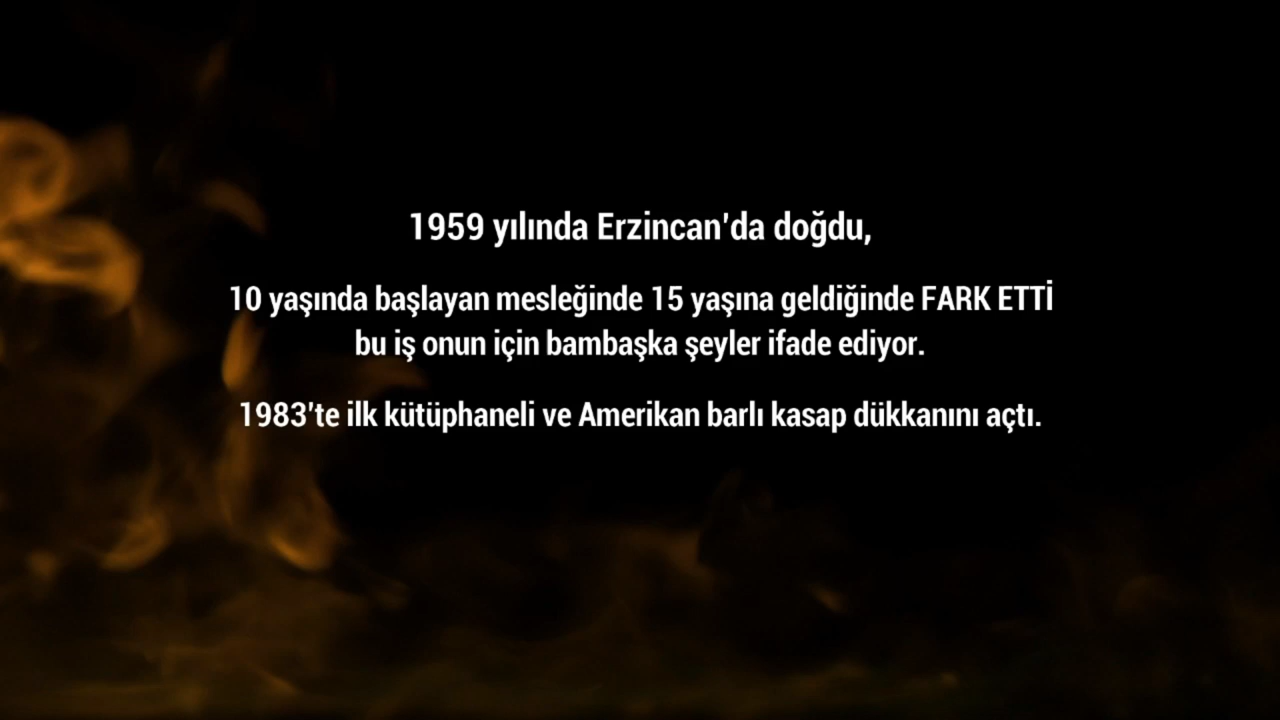 1959 yılında Erzincan'da doğdu,
10 yaşında başlayan mesleğinde 15 yaşına geldiğinde FARK ETTİ
bu iş onun için bambaşka şeyler ifade ediyor.
1983'te ilk kütüphaneli ve Amerikan barlı kasap dükkanını açtı.